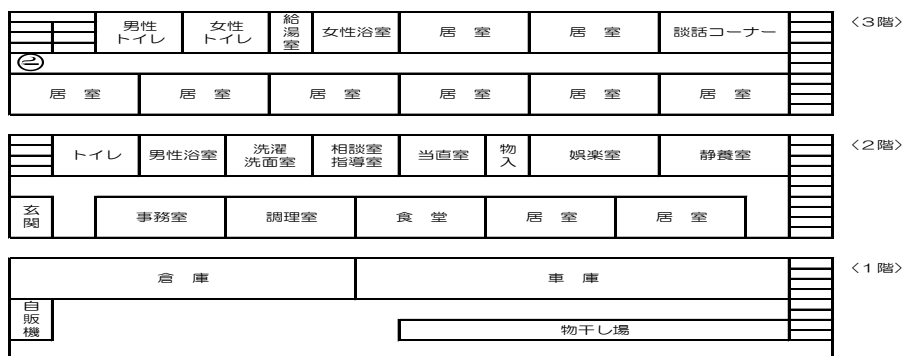 男性
トイレ
女性
トイレ
給湯室
女性浴室
居 室
居 室
談話コーナー
〈3階〉
居 室
居 室
居 室
居 室
居 室
居 室
トイレ
男性浴室
洗濯
洗面室
相談室
指導室
当直室
物入
娯楽室
静養室
〈2階〉
玄関
事務室
調理室
食 堂
居 室
居 室
倉 庫
車 庫
〈1階〉
自販機
物干し場